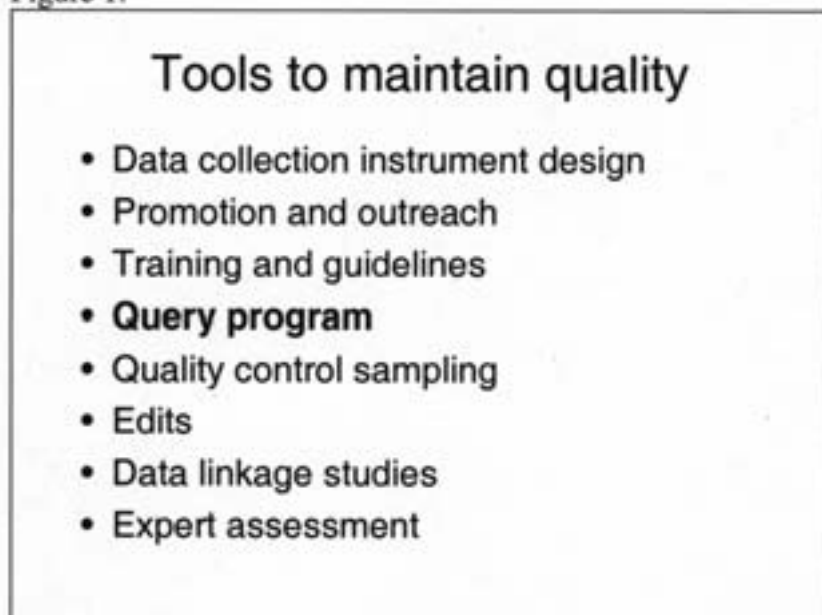 Tools to maintain quality
• Data collection instrument design
• Promotion and outreach
• Training and guidelines
• Query program
• Quality control sampling
• Edits
• Data linkage studies
• Expert assessment